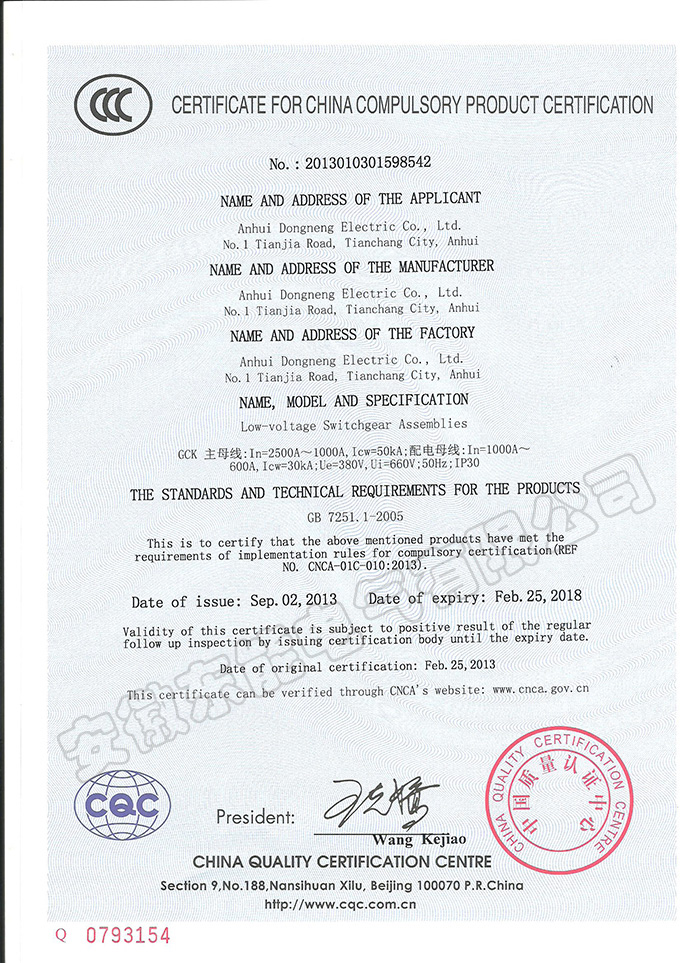 CCC
CERTIFICATE FOR CHINA COMPULSORY PRODUCT CERTIFICATION
No.: 2013010301598542
NAME AND ADDRESS OF THE APPLICANT
Anhui Dongneng Electric Co., Ltd.
No.1 Tianjia Road, Tianchang City, Anhui
NAME AND ADDRESS OF THE MANUFACTURER
Anhui Dongneng Electric Co., Ltd.
No.1 Tianjia Road, Tianchang City, Anhui
NAME AND ADDRESS OF THE FACTORY
Anhui Dongneng Electric Co., Ltd.
No.1 Tianjia Road, Tianchang City, Anhui
NAME, MODEL AND SPECIFICATION
Low-voltage Switchgear Assemblies
GCK 主母线:In=2500A~1000A,Icw=50kA;配电母线:In=1000A~
600A,Icw=30kA;Ue=380V,Ui=660V;50Hz;IP30
THE STANDARDS AND TECHNICAL REQUIREMENTS FOR THE PRODUCTS
GB 7251.1-2005
This is to certify that the above mentioned products have met the
requirements of implementation rules for compulsory certification(REF
NO. CNCA-01C-010:2013).
Date of issue: Sep.02,2013 Date of expiry: Feb.25,2018
Validity of this certificate is subject to positive result of the regular
follow up inspection by issuing certification body until the expiry date.
Date of original certification: Feb.25,2013
This certificate can be verified through CNCA's website: www.cnca.gov.cn
安徽东能电气有限公司
CQC
President:
王克娇
Wang Kejiao
CHINA QUALITY CERTIFICATION CENTRE
中国质量认证中心
CHINA QUALITY CERTIFICATION CENTRE
Section 9,No.188,Nansihuan Xilu, Beijing 100070 P.R.China
http://www.cqc.com.cn
Q 0793154